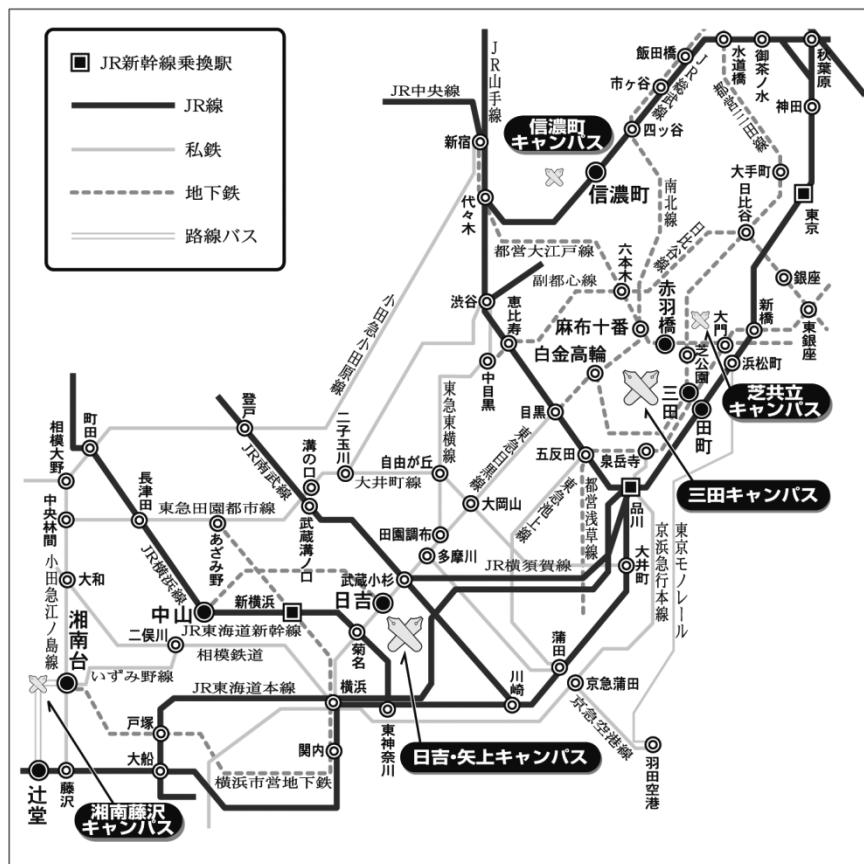 JR新幹線乗換駅
JR線
私鉄
地下鉄
路線バス
JR中央線
JR山手線
飯田橋
水道橋
御茶ノ水
秋葉原
市ヶ谷
JR総武線
都営三田線
神田
新宿
信濃町
キャンパス
四ッ谷
信濃町
大手町
日比谷
東京
代々木
南北線
日比谷線
都営大江戸線
六本木
副都心線
銀座
渋谷
恵比寿
赤羽橋
新橋
東銀座
小田急小田原線
麻布十番
大門
芝公園
浜松町
白金高輪
中目黒
芝共立
キャンパス
三田
田町
登戸
二子玉川
東急東横線
目黒
町田
相模大野
JR南武線
溝の口
自由が丘
東急目黒線
五反田
泉岳寺
三田キャンパス
大井町線
長津田
中央林間
東急田園都市線
あざみ野
武蔵溝ノ口
大岡山
東急池上線
都営浅草線
品川
田園調布
多摩川
京浜急行本線
東京モノレール
JR横須賀線
大井町
小田急江ノ島線
大和
JR横浜線
武蔵小杉
中山
新横浜
日吉
JR東海道新幹線
湘南台
二俣川
相模鉄道
菊名
蒲田
いずみ野線
JR東海道本線
横浜
川崎
京急蒲田
京急空港線
戸塚
関内
東神奈川
日吉・矢上キャンパス
羽田空港
大船
横浜市営地下鉄
辻堂
藤沢
湘南藤沢
キャンパス